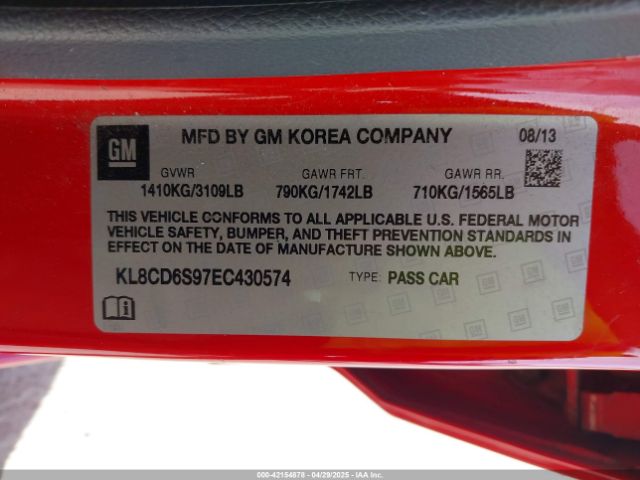 GM
MFD BY GM KOREA COMPANY 08/13
GVWR GAWR FRT. GAWR RR.
1410KG/3109LB 790KG/1742LB 710KG/1565LB
THIS VEHICLE CONFORMS TO ALL APPLICABLE U.S. FEDERAL MOTOR
VEHICLE SAFETY, BUMPER, AND THEFT PREVENTION STANDARDS IN
EFFECT ON THE DATE OF MANUFACTURE SHOWN ABOVE.
KL8CD6S97EC430574 TYPE: PASS CAR
000-42154678 - 04/29/2025 - IAA Inc.